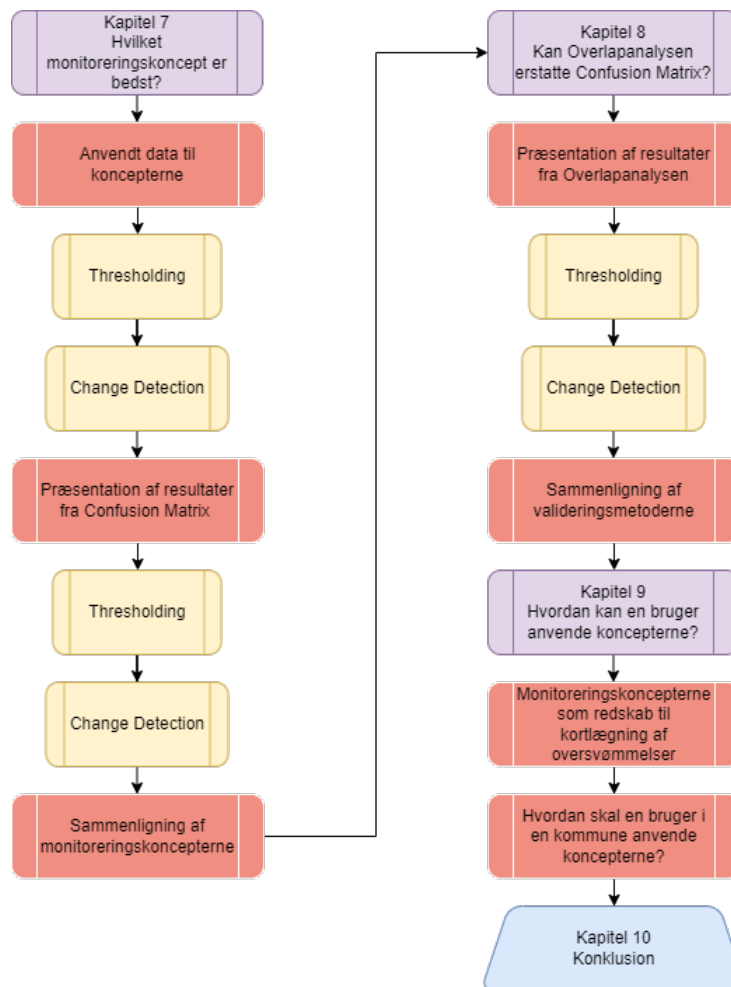 Kapitel 7
Hvilket
monitoreringskoncept er
bedst?
Anvendt data til
koncepterne
Thresholding
Change Detection
Præsentation af resultater
fra Confusion Matrix
Thresholding
Change Detection
Sammenligning af
monitoreringskoncepterne
Kapitel 8
Kan Overlapanalysen
erstatte Confusion Matrix?
Præsentation af resultater
fra Overlapanalysen
Thresholding
Change Detection
Sammenligning af
valideringsmetoderne
Kapitel 9
Hvordan kan en bruger
anvende koncepterne?
Monitoreringskoncepterne
som redskab til
kortlægning af
oversvømmelser
Hvordan skal en bruger i
en kommune anvende
koncepterne?
Kapitel 10
Konklusion